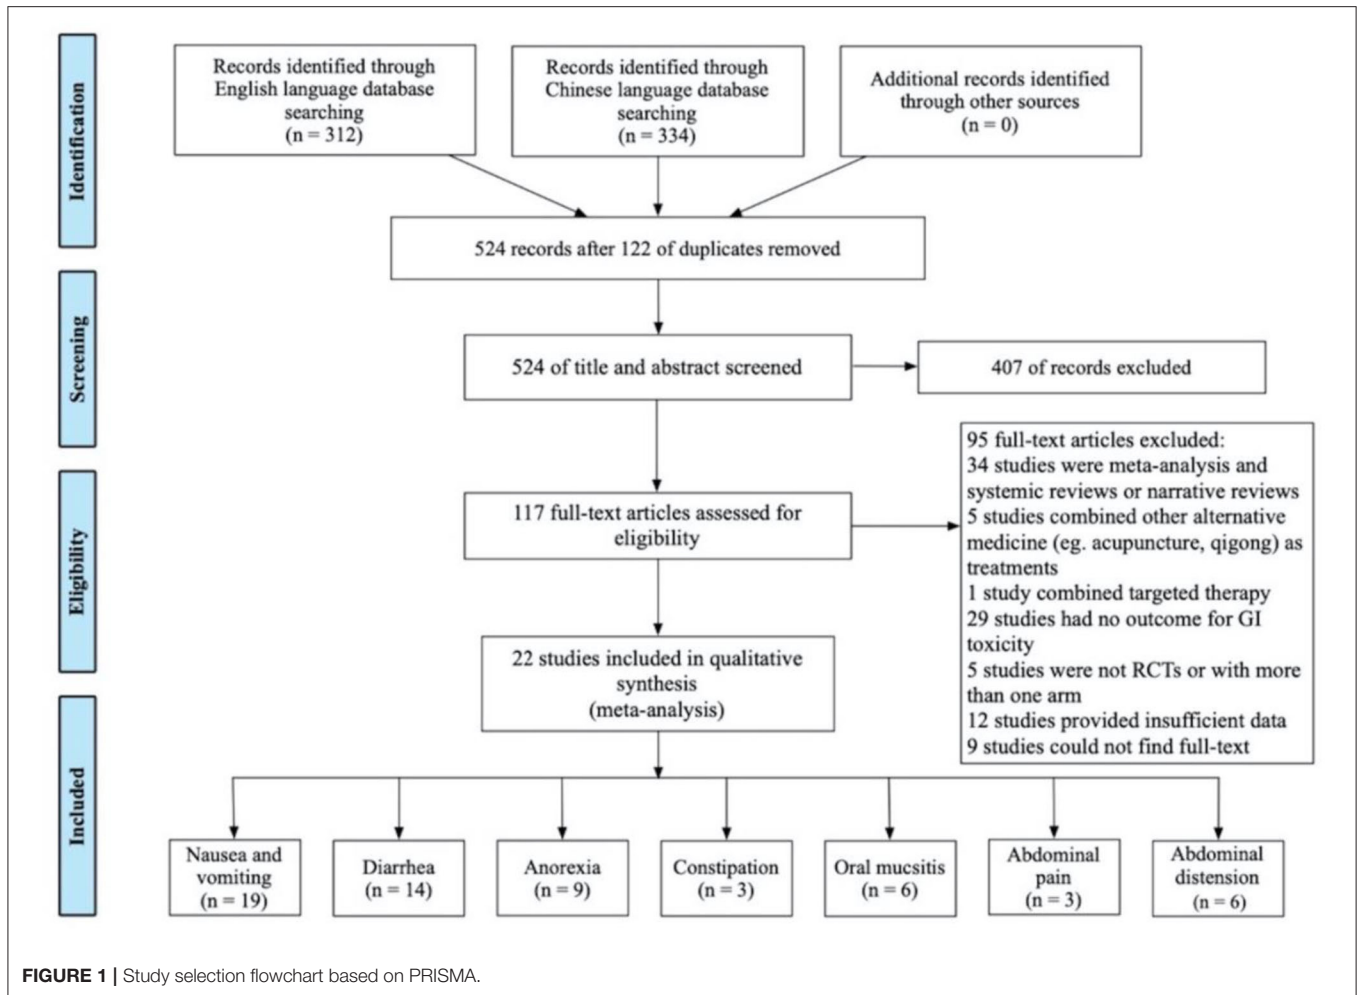 Identification
Records identified through
English language database
searching
(n = 312)
Records identified through
Chinese language database
searching
(n = 334)
Additional records identified
through other sources
(n = 0)
524 records after 122 of duplicates removed
Screening
524 of title and abstract screened
407 of records excluded
Eligibility
117 full-text articles assessed for
eligibility
95 full-text articles excluded:
34 studies were meta-analysis and
systemic reviews or narrative reviews
5 studies combined other alternative
medicine (eg. acupuncture, qigong) as
treatments
1 study combined targeted therapy
29 studies had no outcome for GI
toxicity
5 studies were not RCTs or with more
than one arm
12 studies provided insufficient data
9 studies could not find full-text
22 studies included in qualitative
synthesis
(meta-analysis)
Included
Nausea and
vomiting
(n = 19)
Diarrhea
(n = 14)
Anorexia
(n = 9)
Constipation
(n = 3)
Oral mucsitis
(n = 6)
Abdominal
pain
(n = 3)
Abdominal
distension
(n = 6)
FIGURE 1 | Study selection flowchart based on PRISMA.